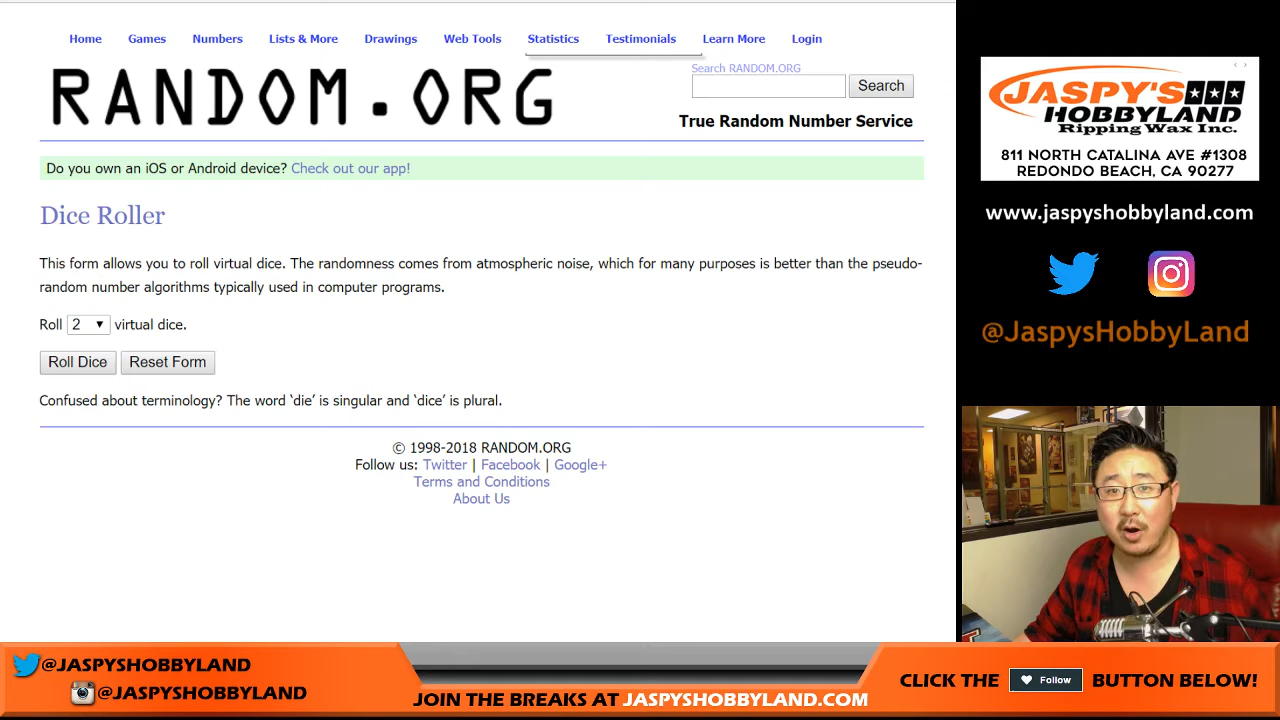 Home Games Numbers Lists & More Drawings Web Tools Statistics Testimonials Learn More Login
RANDOM.ORG
Search RANDOM.ORG
Search
True Random Number Service
Do you own an iOS or Android device? Check out our app!
Dice Roller
This form allows you to roll virtual dice. The randomness comes from atmospheric noise, which for many purposes is better than the pseudo-
random number algorithms typically used in computer programs.
Roll 2 virtual dice.
Roll Dice Reset Form
Confused about terminology? The word ‘die’ is singular and ‘dice’ is plural.
© 1998-2018 RANDOM.ORG
Follow us: Twitter | Facebook | Google+
Terms and Conditions
About Us
JASPY'S
HOBBYLAND
Ripping Wax Inc.
811 NORTH CATALINA AVE #1308
REDONDO BEACH, CA 90277
www.jaspyshobbyland.com
@JaspysHobbyLand
@JASPYSHOBBYLAND
@JASPYSHOBBYLAND
JOIN THE BREAKS AT JASPYSHOBBYLAND.COM
CLICK THE Follow BUTTON BELOW!